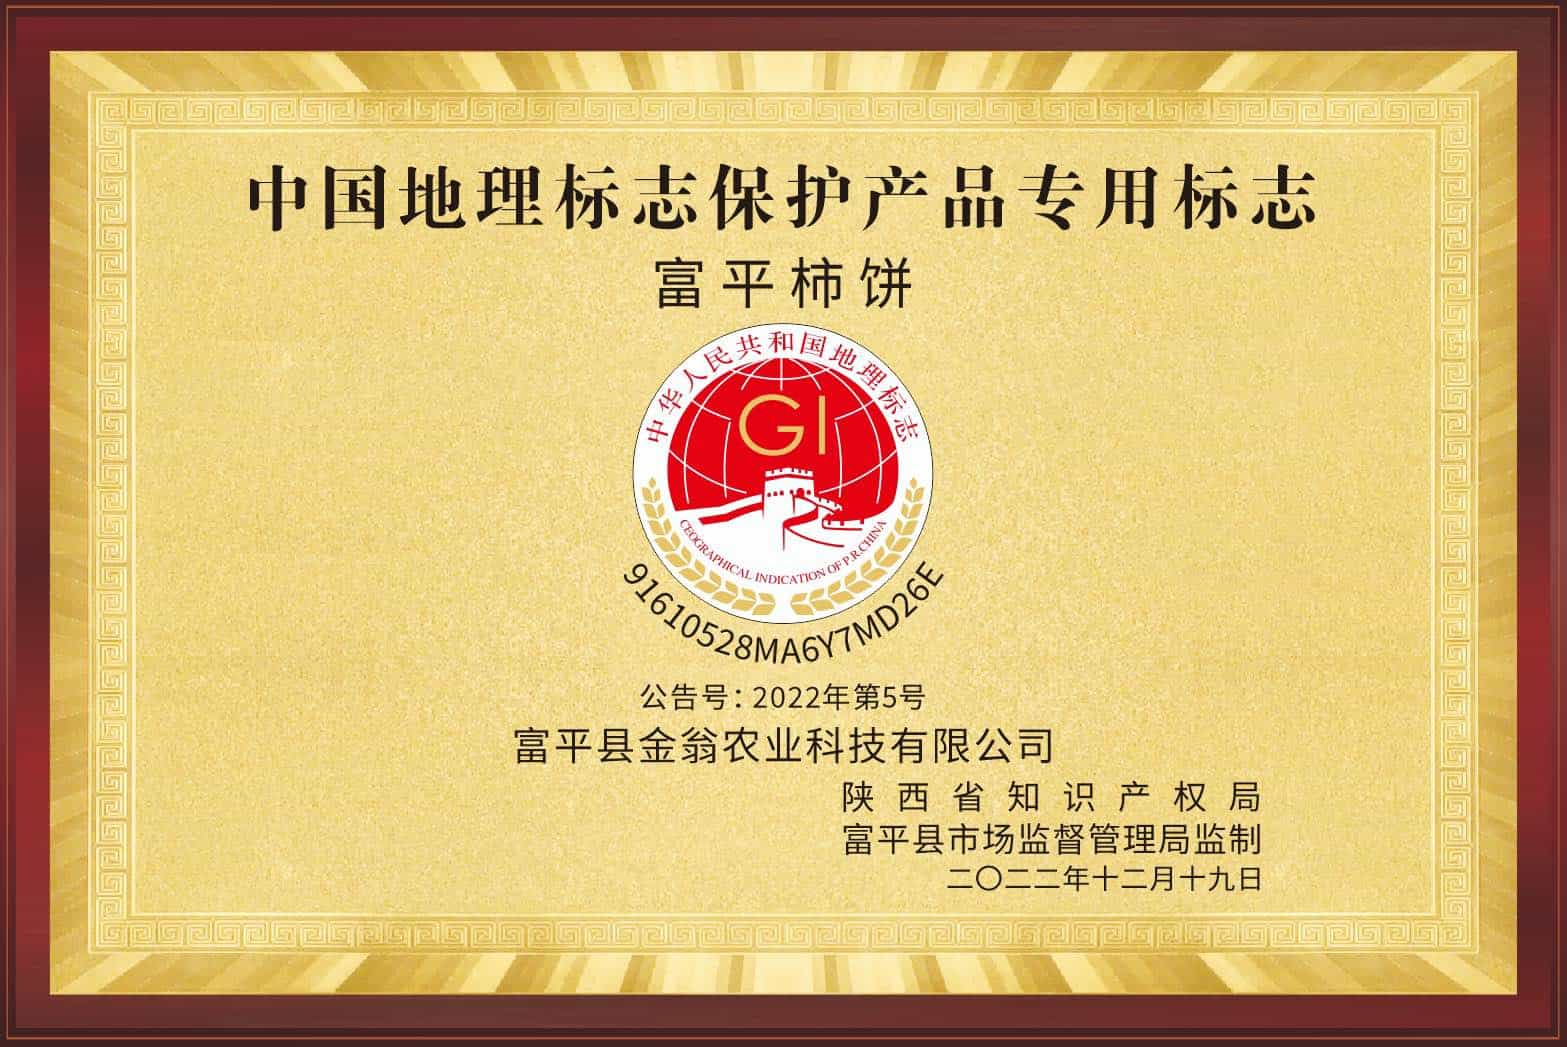 中国地理标志保护产品专用标志
富平柿饼
中华人民共和国地理标志
GI
GEOGRAPHICAL INDICATION OF P.R.CHINA
91610528MA6Y7MD26E
公告号：2022年第5号
富平县金翁农业科技有限公司
陕西省知识产权局
富平县市场监督管理局监制
二〇二二年十二月十九日